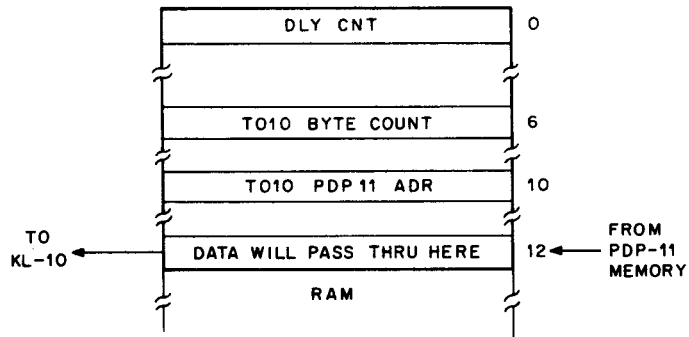 DLY CNT 0
TO10 BYTE COUNT 6
TO10 PDP11 ADR 10
TO
KL-10
DATA WILL PASS THRU HERE 12
FROM
PDP-11
MEMORY
RAM